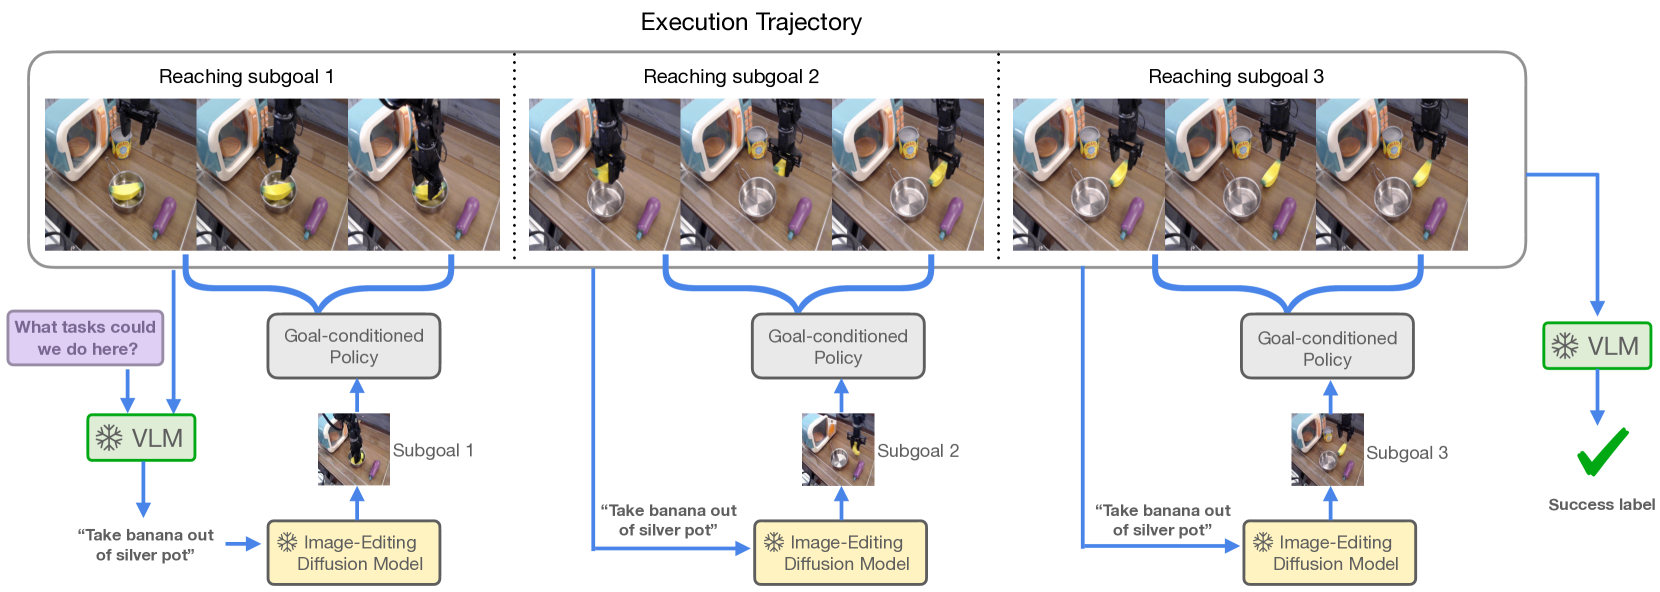 Execution Trajectory
Reaching subgoal 1
Reaching subgoal 2
Reaching subgoal 3
What tasks could
we do here?
VLM
“Take banana out
of silver pot”
Goal-conditioned
Policy
Subgoal 1
Image-Editing
Diffusion Model
“Take banana out
of silver pot”
Goal-conditioned
Policy
Subgoal 2
Image-Editing
Diffusion Model
“Take banana out
of silver pot”
Goal-conditioned
Policy
Subgoal 3
Image-Editing
Diffusion Model
VLM
Success label